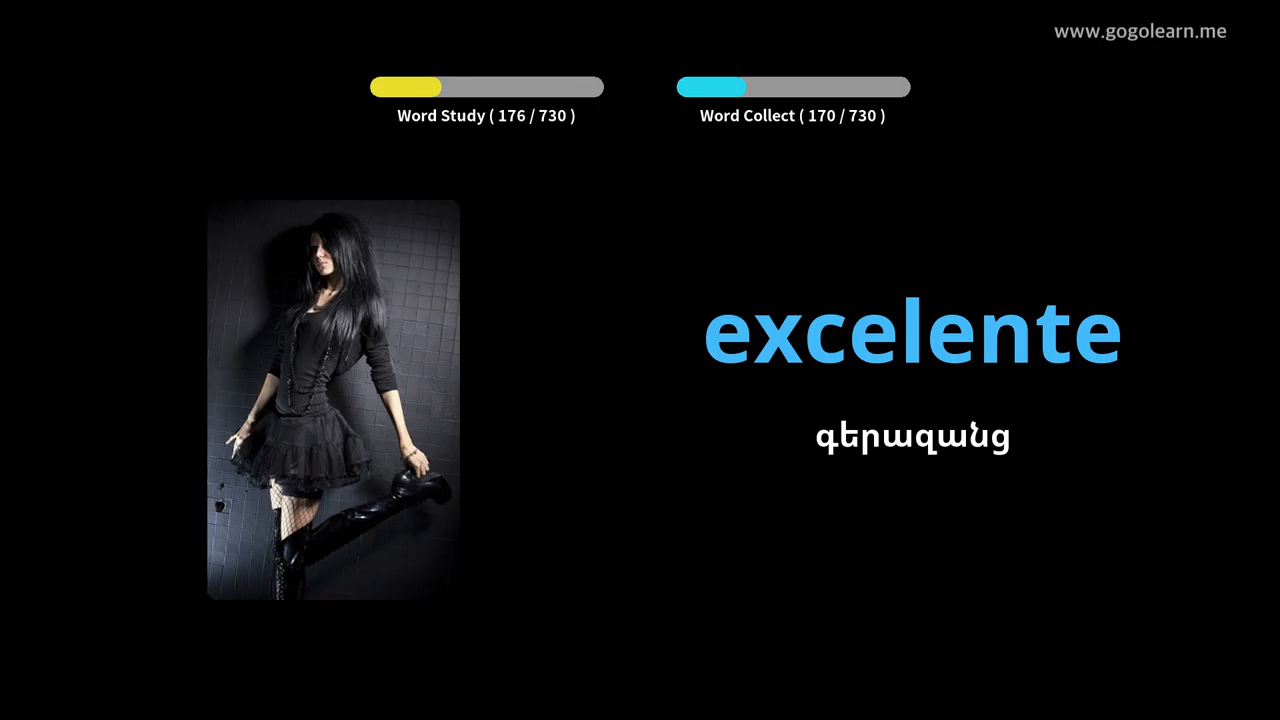 www.gogolearn.me
Word Study ( 176 / 730 )
Word Collect ( 170 / 730 )
excelente
գերազանց